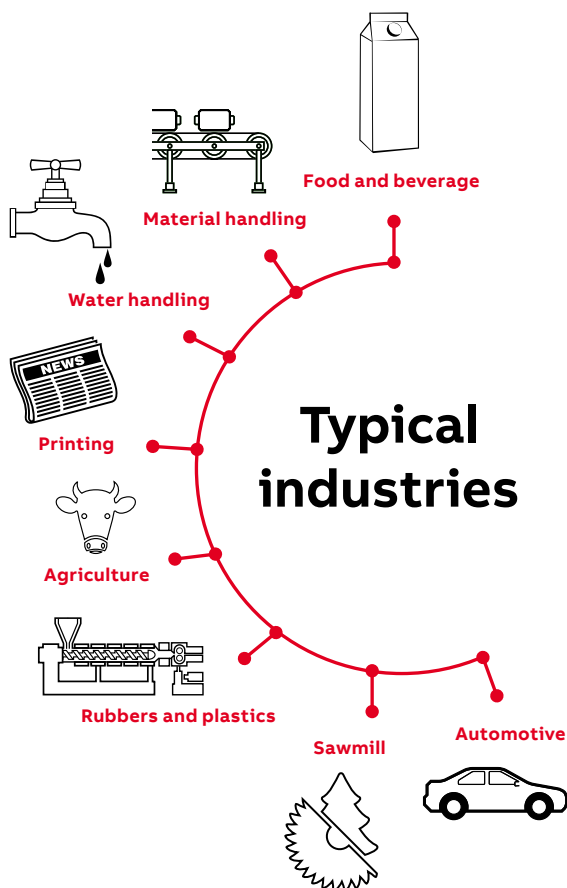 Food and beverage
Material handling
Water handling
NEWS
Printing
Typical
industries
Agriculture
Rubbers and plastics
Sawmill
Automotive